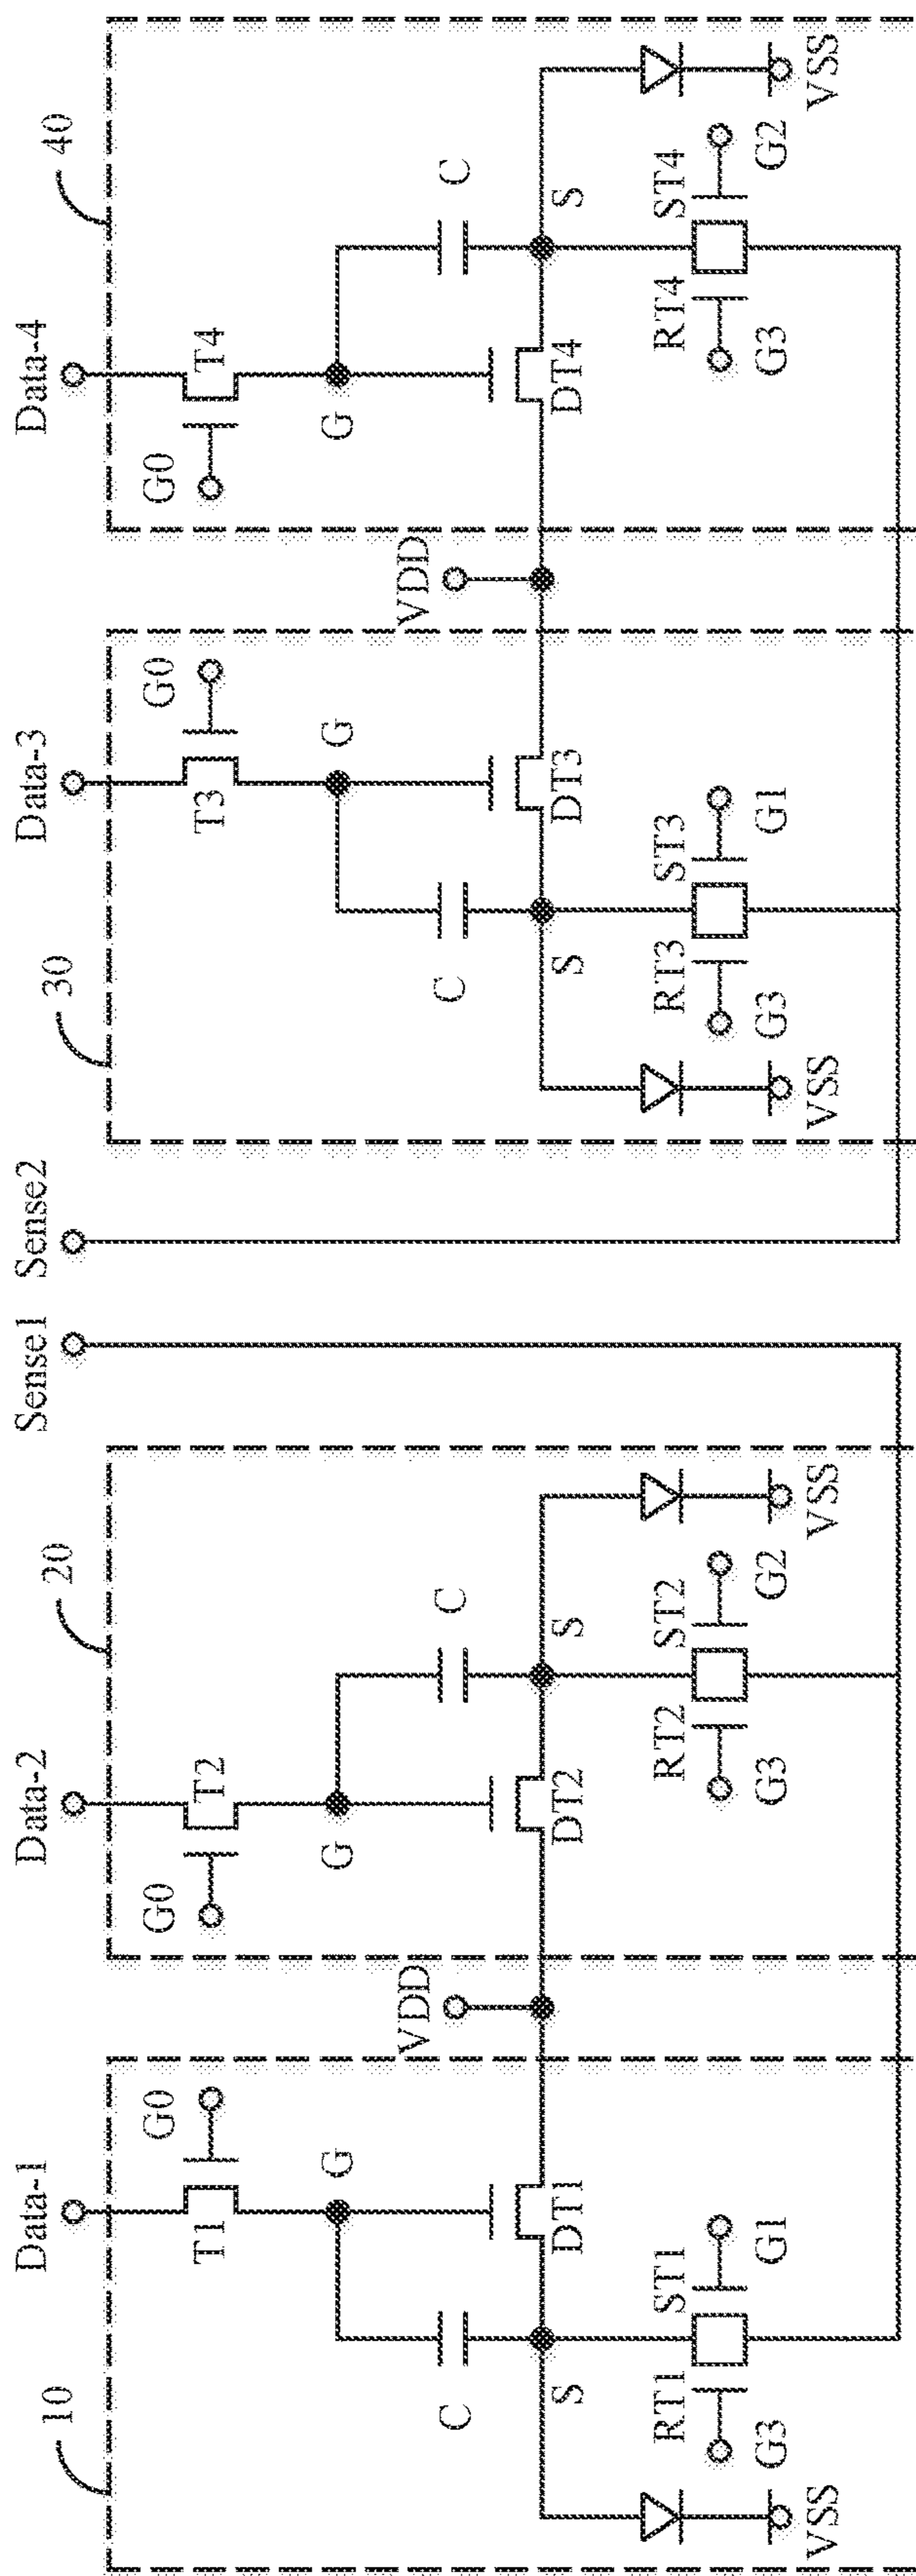 Data-1
Data-2
Sense1
Sense2
Data-3
Data-4
10
20
30
40
T1
G0
G0
T2
T3
G0
G0
T4
G
G
G
G
VDD
VDD
C
C
C
C
DT1
DT2
DT3
DT4
S
S
S
S
RT1
ST1
RT2
ST2
RT3
ST3
RT4
ST4
G3
G1
G3
G2
G3
G1
G3
G2
VSS
VSS
VSS
VSS